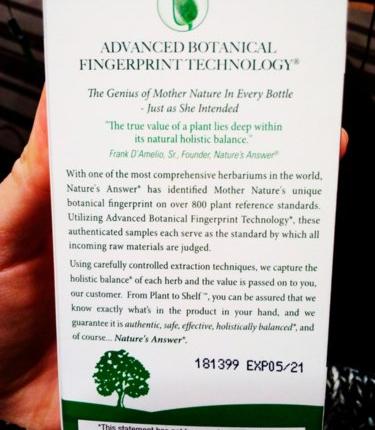 ADVANCED BOTANICAL
FINGERPRINT TECHNOLOGY®
The Genius of Mother Nature In Every Bottle
- Just as She Intended
"The true value of a plant lies deep within
its natural holistic balance."
Frank D'Amelio, Sr., Founder, Nature's Answer®
With one of the most comprehensive herbariums in the world,
Nature's Answer® has identified Mother Nature's unique
botanical fingerprint on over 800 plant reference standards.
Utilizing Advanced Botanical Fingerprint Technology®, these
authenticated samples each serve as the standard by which all
incoming raw materials are judged.
Using carefully controlled extraction techniques, we capture the
holistic balance® of each herb and the value is passed on to you,
our customer. From Plant to Shelf™, you can be assured that we
know exactly what's in the product in your hand, and we
guarantee it is authentic, safe, effective, holistically balanced®, and
of course... Nature's Answer®.
181399 EXP05/21
*This statement has